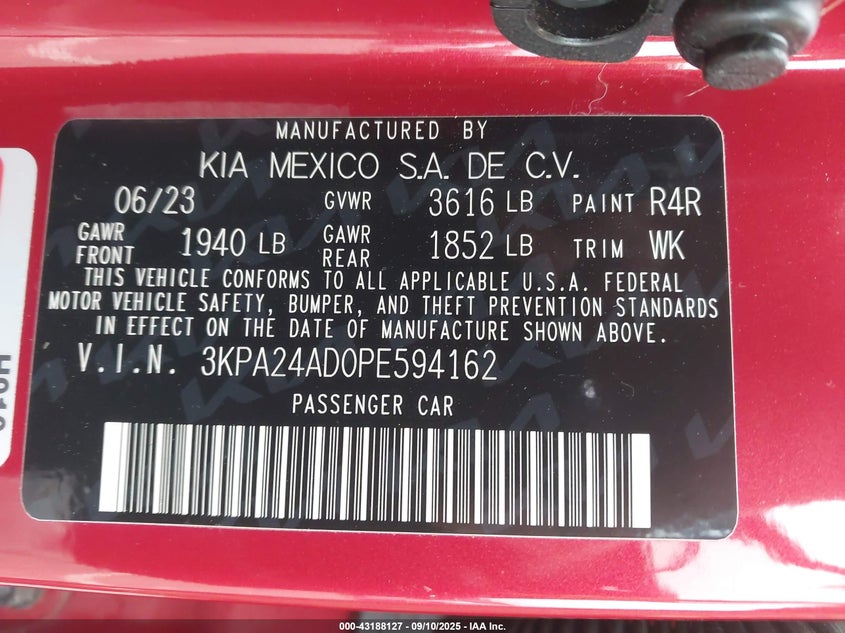 MANUFACTURED BY
KIA MEXICO S.A. DE C.V.
06/23 GVWR 3616 LB PAINT R4R
GAWR FRONT 1940 LB GAWR REAR 1852 LB TRIM WK
THIS VEHICLE CONFORMS TO ALL APPLICABLE U.S.A. FEDERAL
MOTOR VEHICLE SAFETY, BUMPER, AND THEFT PREVENTION STANDARDS
IN EFFECT ON THE DATE OF MANUFACTURE SHOWN ABOVE.
V.I.N. 3KPA24AD0PE594162
PASSENGER CAR
000-43188127 - 09/10/2025 - IAA Inc.